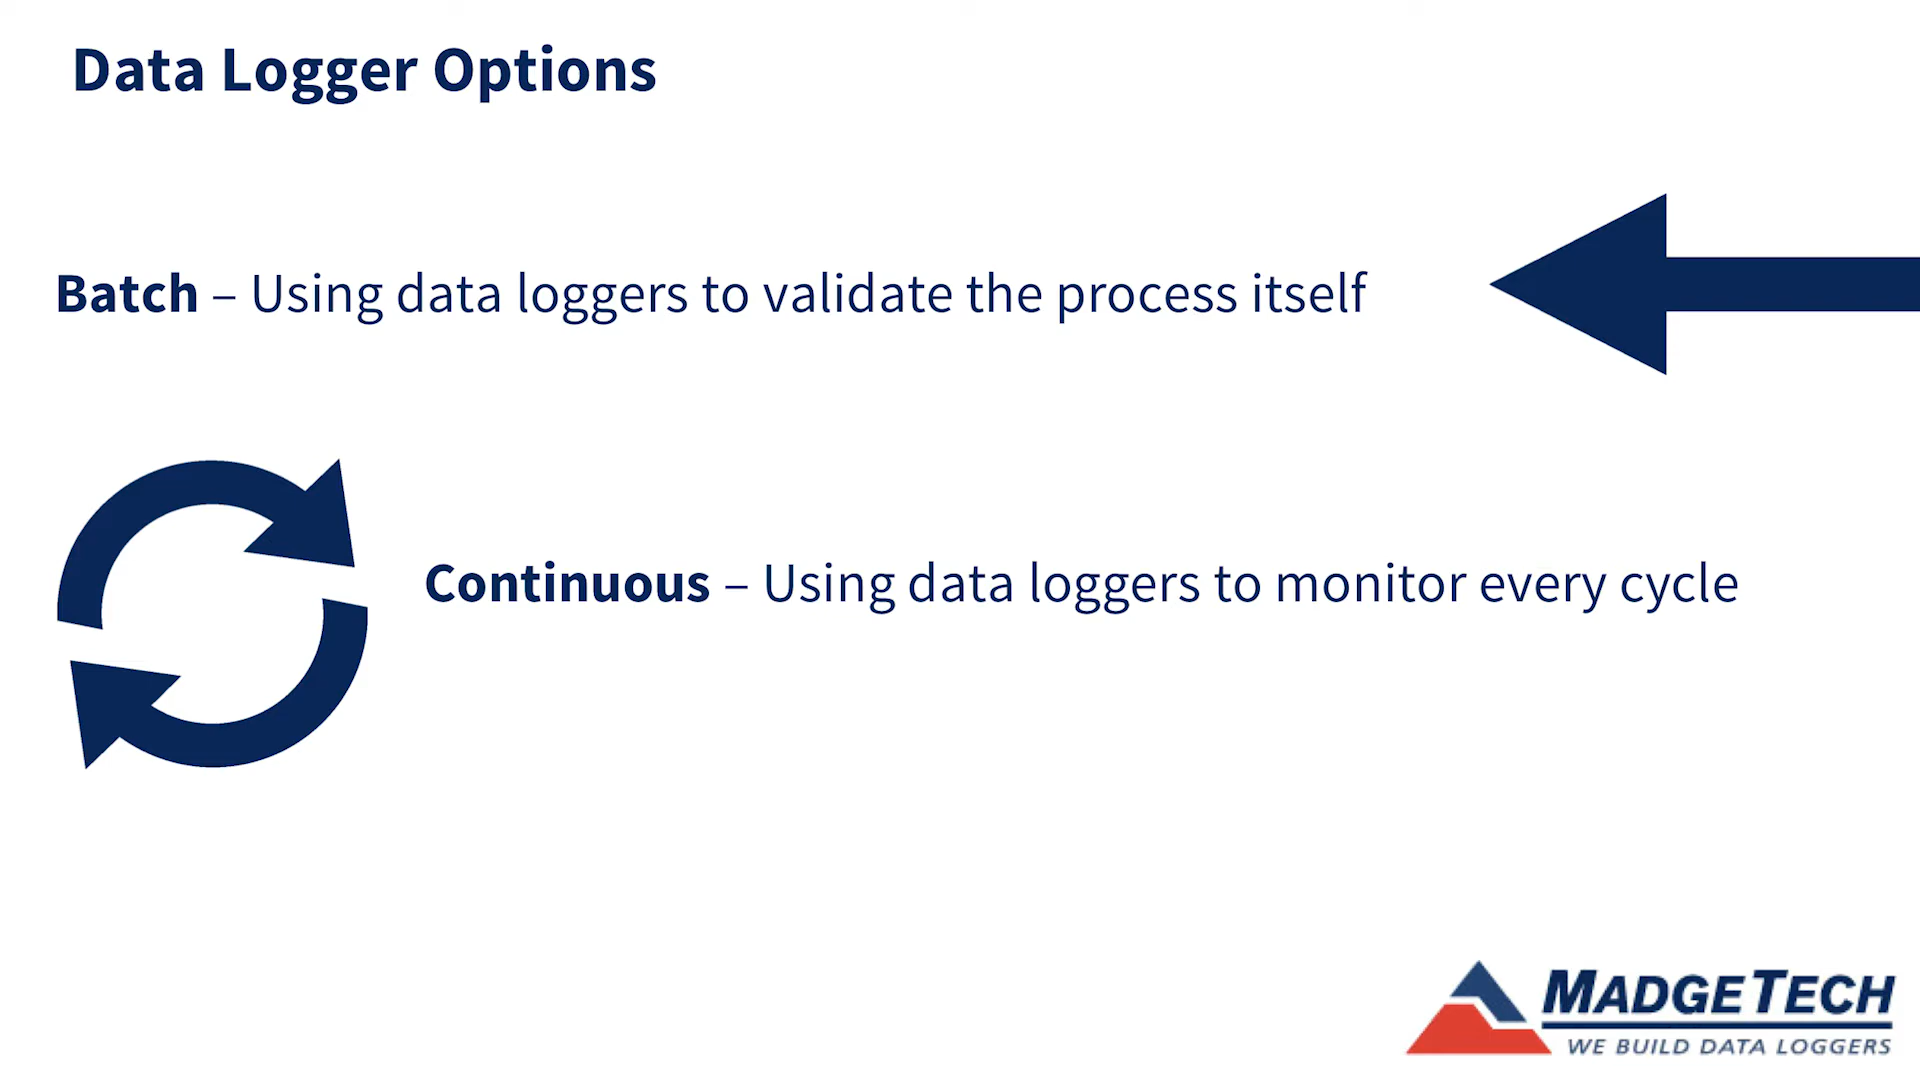 Data Logger Options
Batch – Using data loggers to validate the process itself
Continuous – Using data loggers to monitor every cycle
MADGETECH
WE BUILD DATA LOGGERS